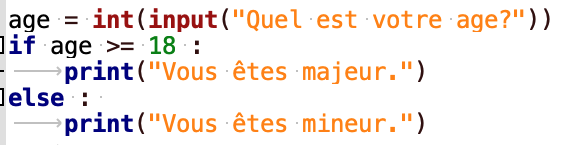 age = int(input("Quel est votre age?"))
if age >= 18 :
    print("Vous êtes majeur.")
else :
    print("Vous êtes mineur.")